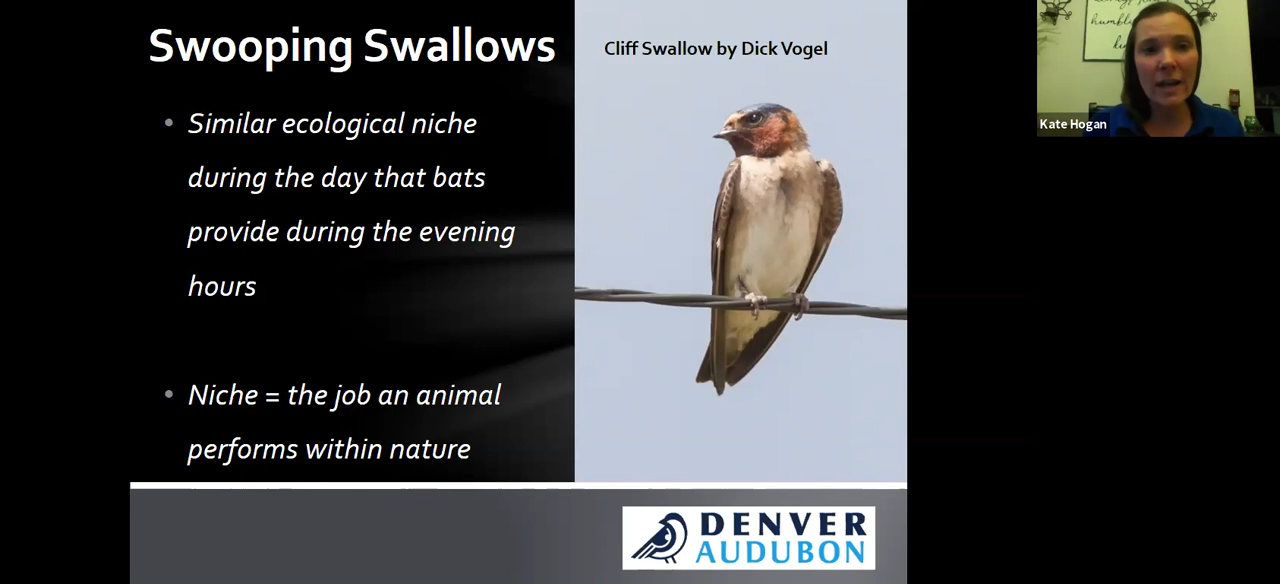 Swooping Swallows
Cliff Swallow by Dick Vogel
• Similar ecological niche
during the day that bats
provide during the evening
hours
• Niche = the job an animal
performs within nature
DENVER
AUDUBON
humble
Kate Hogan